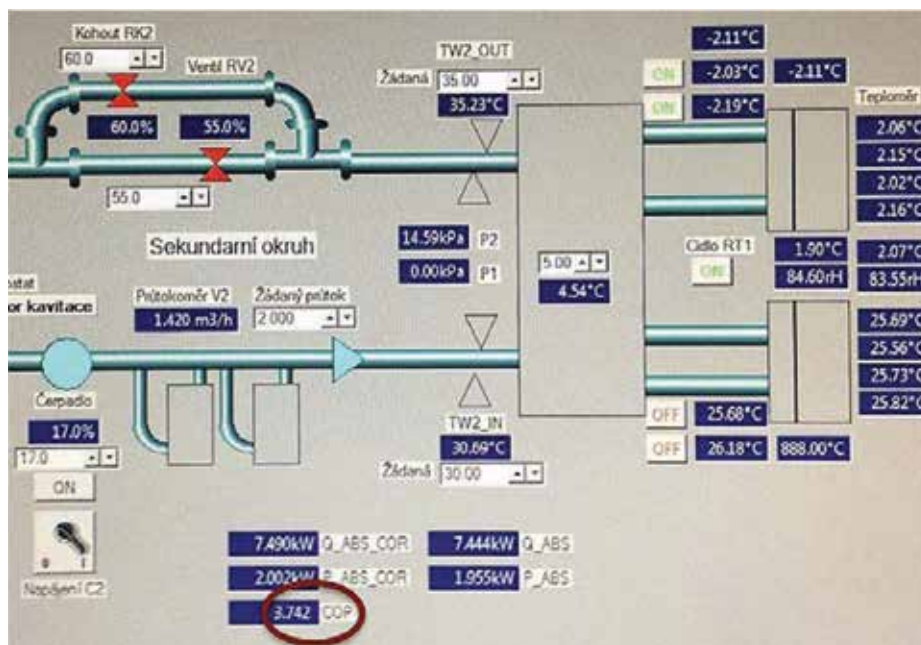 Kohout RK2
60.0
Ventil RV2
60.0%
55.0%
55.0
TW2_OUT
Žádaná
35.00
35.23°C
-2.11°C
ON
-2.03°C
-2.11°C
ON
-2.19°C
Teploměr
2.06°C
2.15°C
2.02°C
2.16°C
Sekundarní okruh
14.59kPa P2
0.00kPa P1
5.00
4.54°C
Cidlo RT1
ON
1.90°C
84.60rH
2.07°C
83.55rH
ostat
or kavitace
Průtokoměr V2
1.420 m3/h
Žádaný průtok
2.000
Čerpadlo
17.0%
17.0
ON
0 I
Napájení C2
TW2_IN
30.69°C
Žádaná
30.00
25.69°C
25.56°C
25.73°C
25.82°C
OFF
25.68°C
OFF
26.18°C
888.00°C
7.490kW Q_ABS_COR
7.444kW Q_ABS
2.002kW P_ABS_COR
1.955kW P_ABS
3.742 COP